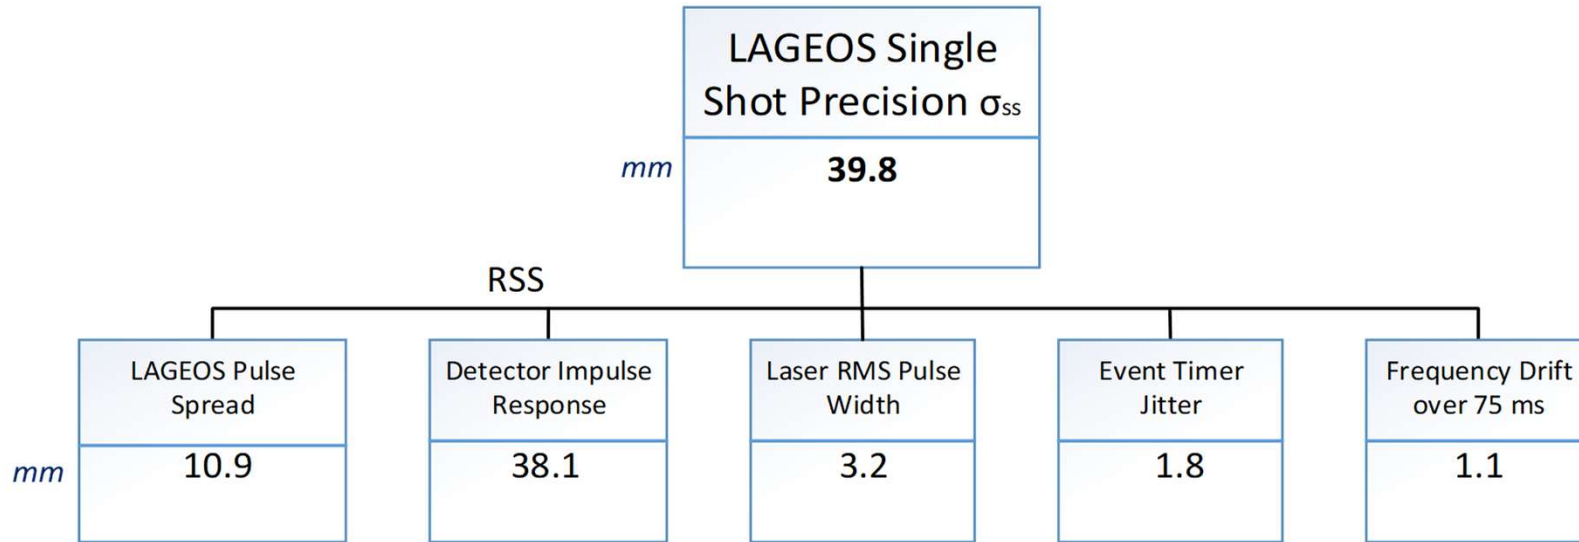 LAGEOS Single
Shot Precision σss
mm
39.8
RSS
LAGEOS Pulse
Spread
Detector Impulse
Response
Laser RMS Pulse
Width
Event Timer
Jitter
Frequency Drift
over 75 ms
mm
10.9
38.1
3.2
1.8
1.1